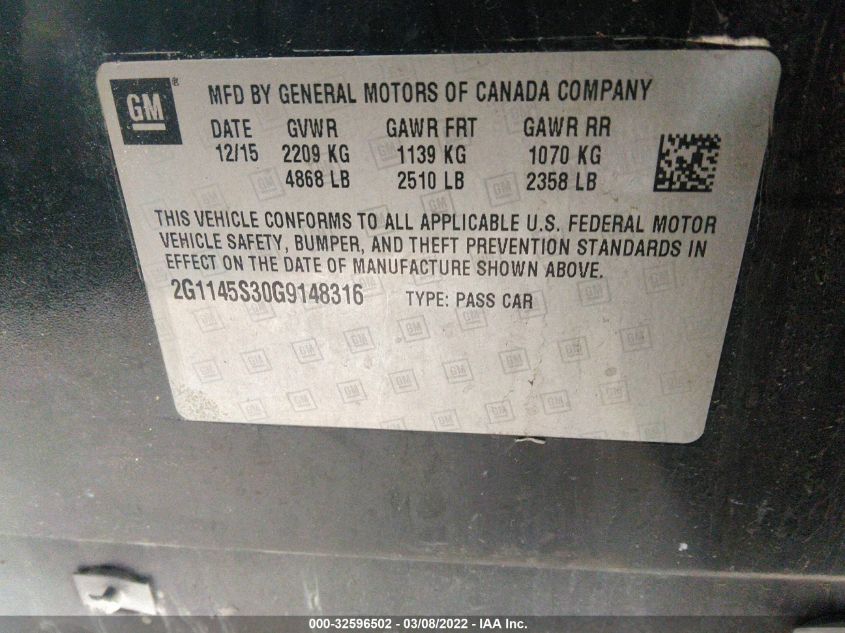 GM ®
MFD BY GENERAL MOTORS OF CANADA COMPANY
DATE GVWR GAWR FRT GAWR RR
12/15 2209 KG 1139 KG 1070 KG
4868 LB 2510 LB 2358 LB
THIS VEHICLE CONFORMS TO ALL APPLICABLE U.S. FEDERAL MOTOR
VEHICLE SAFETY, BUMPER, AND THEFT PREVENTION STANDARDS IN
EFFECT ON THE DATE OF MANUFACTURE SHOWN ABOVE.
2G1145S30G9148316 TYPE: PASS CAR
000-32596502 - 03/08/2022 - IAA Inc.